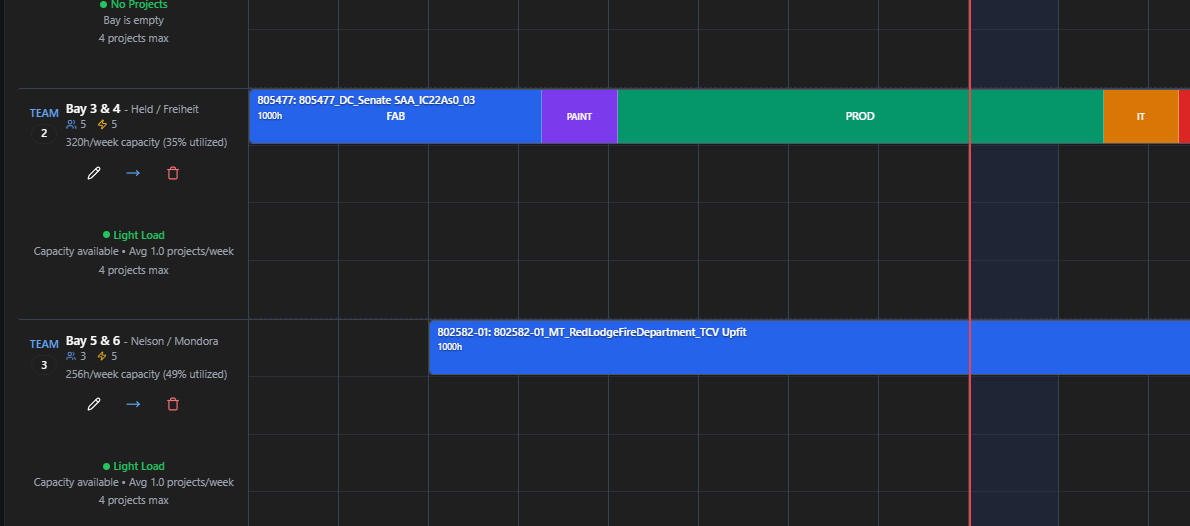 No Projects
Bay is empty
4 projects max
TEAM
2
Bay 3 & 4 - Held / Freiheit
5 5
320h/week capacity (35% utilized)
Light Load
Capacity available • Avg 1.0 projects/week
4 projects max
805477: 805477_DC_Senate SAA_IC22As0_03
1000h
FAB
PAINT
PROD
IT
TEAM
3
Bay 5 & 6 - Nelson / Mondora
3 5
256h/week capacity (49% utilized)
Light Load
Capacity available • Avg 1.0 projects/week
4 projects max
802582-01: 802582-01_MT_RedLodgeFireDepartment_TCV Upfit
1000h